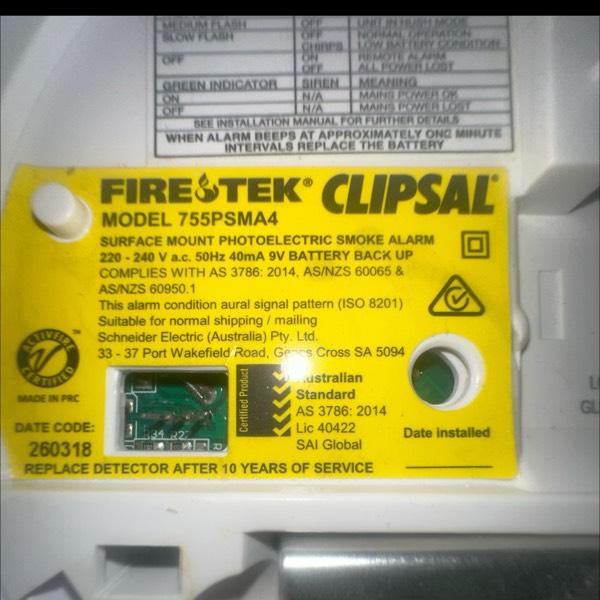 MEDIUM FLASH OFF UNIT IN HUSH MODE
SLOW FLASH OFF NORMAL OPERATION
CHIRPS LOW BATTERY CONDITION
OFF ON REMOTE ALARM
OFF ALL POWER LOST
GREEN INDICATOR SIREN MEANING
ON N/A MAINS POWER OK
OFF N/A MAINS POWER LOST
SEE INSTALLATION MANUAL FOR FURTHER DETAILS
WHEN ALARM BEEPS AT APPROXIMATELY ONE MINUTE
INTERVALS REPLACE THE BATTERY
FIRETEK® CLIPSAL®
MODEL 755PSMA4
SURFACE MOUNT PHOTOELECTRIC SMOKE ALARM
220 - 240 V a.c. 50Hz 40mA 9V BATTERY BACK UP
COMPLIES WITH AS 3786: 2014, AS/NZS 60065 &
AS/NZS 60950.1
This alarm condition aural signal pattern (ISO 8201)
Suitable for normal shipping / mailing
Schneider Electric (Australia) Pty. Ltd.
33 - 37 Port Wakefield Road, Gepps Cross SA 5094
ACTIVFIRE
CERTIFIED
™
MADE IN PRC
Certified Product
Australian
Standard
AS 3786: 2014
Lic 40422
SAI Global
DATE CODE:
260318
Date installed
REPLACE DETECTOR AFTER 10 YEARS OF SERVICE